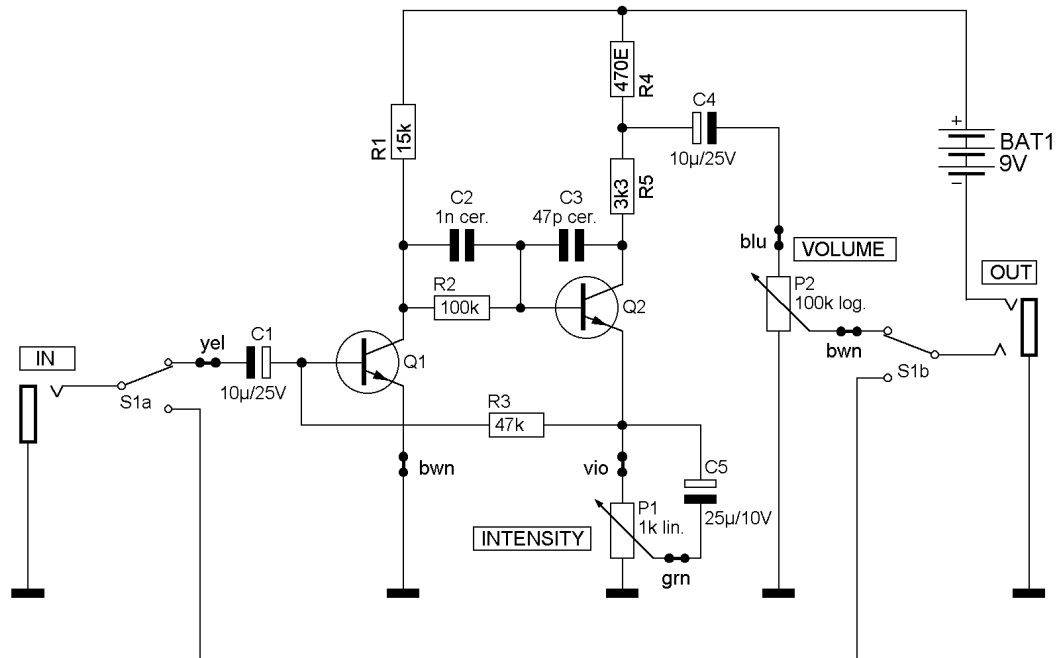 470E
R4
C4
10µ/25V
R1
15k
+
BAT1
9V
−
3k3
R5
C2
1n cer.
C3
47p cer.
blu
VOLUME
OUT
R2
100k
Q2
P2
100k log.
bwn
S1b
IN
yel
C1
10µ/25V
Q1
S1a
R3
47k
bwn
vio
C5
25µ/10V
P1
1k lin.
INTENSITY
grn